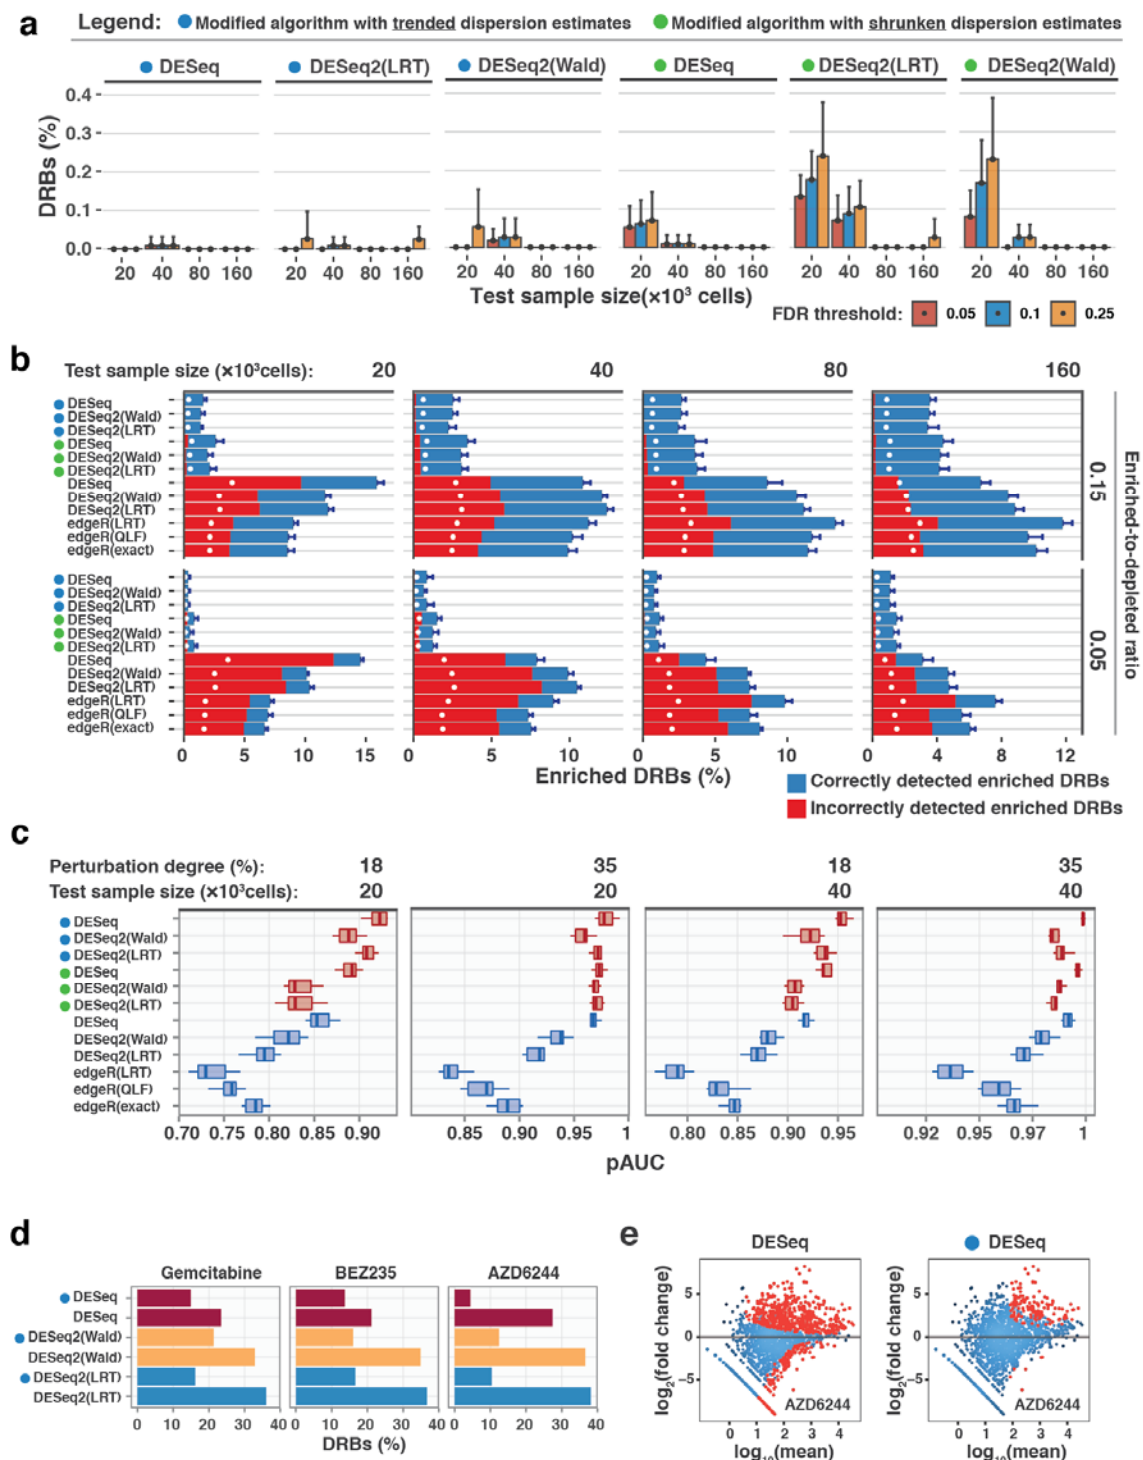 a
Legend: Modified algorithm with trended dispersion estimates Modified algorithm with shrunken dispersion estimates
DESeq DESeq2(LRT) DESeq2(Wald) DESeq DESeq2(LRT) DESeq2(Wald)
DRBs (%)
0.4
0.3
0.2
0.1
0.0
20 40 80 160 20 40 80 160 20 40 80 160 20 40 80 160 20 40 80 160 20 40 80 160
Test sample size(×10³ cells)
FDR threshold: 0.05 0.1 0.25
b
Test sample size (×10³cells): 20 40 80 160
DESeq
DESeq2(Wald)
DESeq2(LRT)
DESeq
DESeq2(Wald)
DESeq2(LRT)
DESeq
DESeq2(Wald)
DESeq2(LRT)
edgeR(LRT)
edgeR(QLF)
edgeR(exact)
0.15
DESeq
DESeq2(Wald)
DESeq2(LRT)
DESeq
DESeq2(Wald)
DESeq2(LRT)
DESeq
DESeq2(Wald)
DESeq2(LRT)
edgeR(LRT)
edgeR(QLF)
edgeR(exact)
0.05
Enriched-to-depleted ratio
0 5 10 15 0 5 10 0 5 10 0 4 8 12
Enriched DRBs (%)
Correctly detected enriched DRBs
Incorrectly detected enriched DRBs
c
Perturbation degree (%): 18 35 18 35
Test sample size (×10³cells): 20 20 40 40
DESeq
DESeq2(Wald)
DESeq2(LRT)
DESeq
DESeq2(Wald)
DESeq2(LRT)
DESeq
DESeq2(Wald)
DESeq2(LRT)
edgeR(LRT)
edgeR(QLF)
edgeR(exact)
0.70 0.75 0.80 0.85 0.90 0.85 0.90 0.95 1 0.80 0.85 0.90 0.95 0.92 0.95 0.97 1
pAUC
d
Gemcitabine BEZ235 AZD6244
DESeq
DESeq
DESeq2(Wald)
DESeq2(Wald)
DESeq2(LRT)
DESeq2(LRT)
0 10 20 30 40 0 10 20 30 40 0 10 20 30 40
DRBs (%)
e
DESeq DESeq
log₂(fold change) log₂(fold change)
5 5
0 0
−5 −5
AZD6244 AZD6244
0 1 2 3 4 0 1 2 3 4
log₁₀(mean) log₁₀(mean)